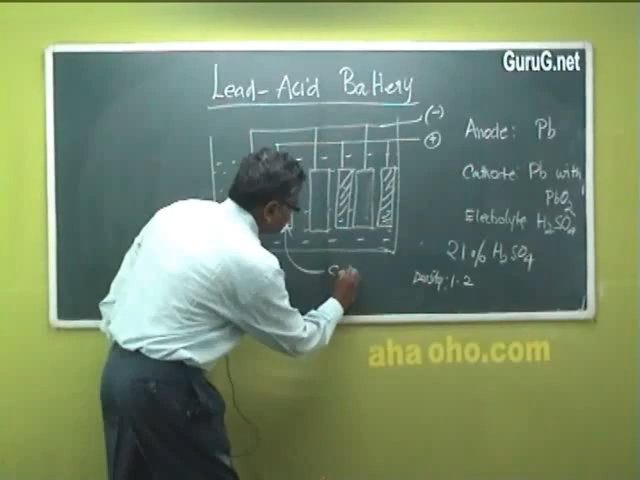 GuruG.net
Lead-Acid Battery
(-)
+
Anode: Pb
Cathode: Pb with
PbO2
Electrolyte H2SO4
21% H2SO4
Density: 1.2
Ca
aha oho.com